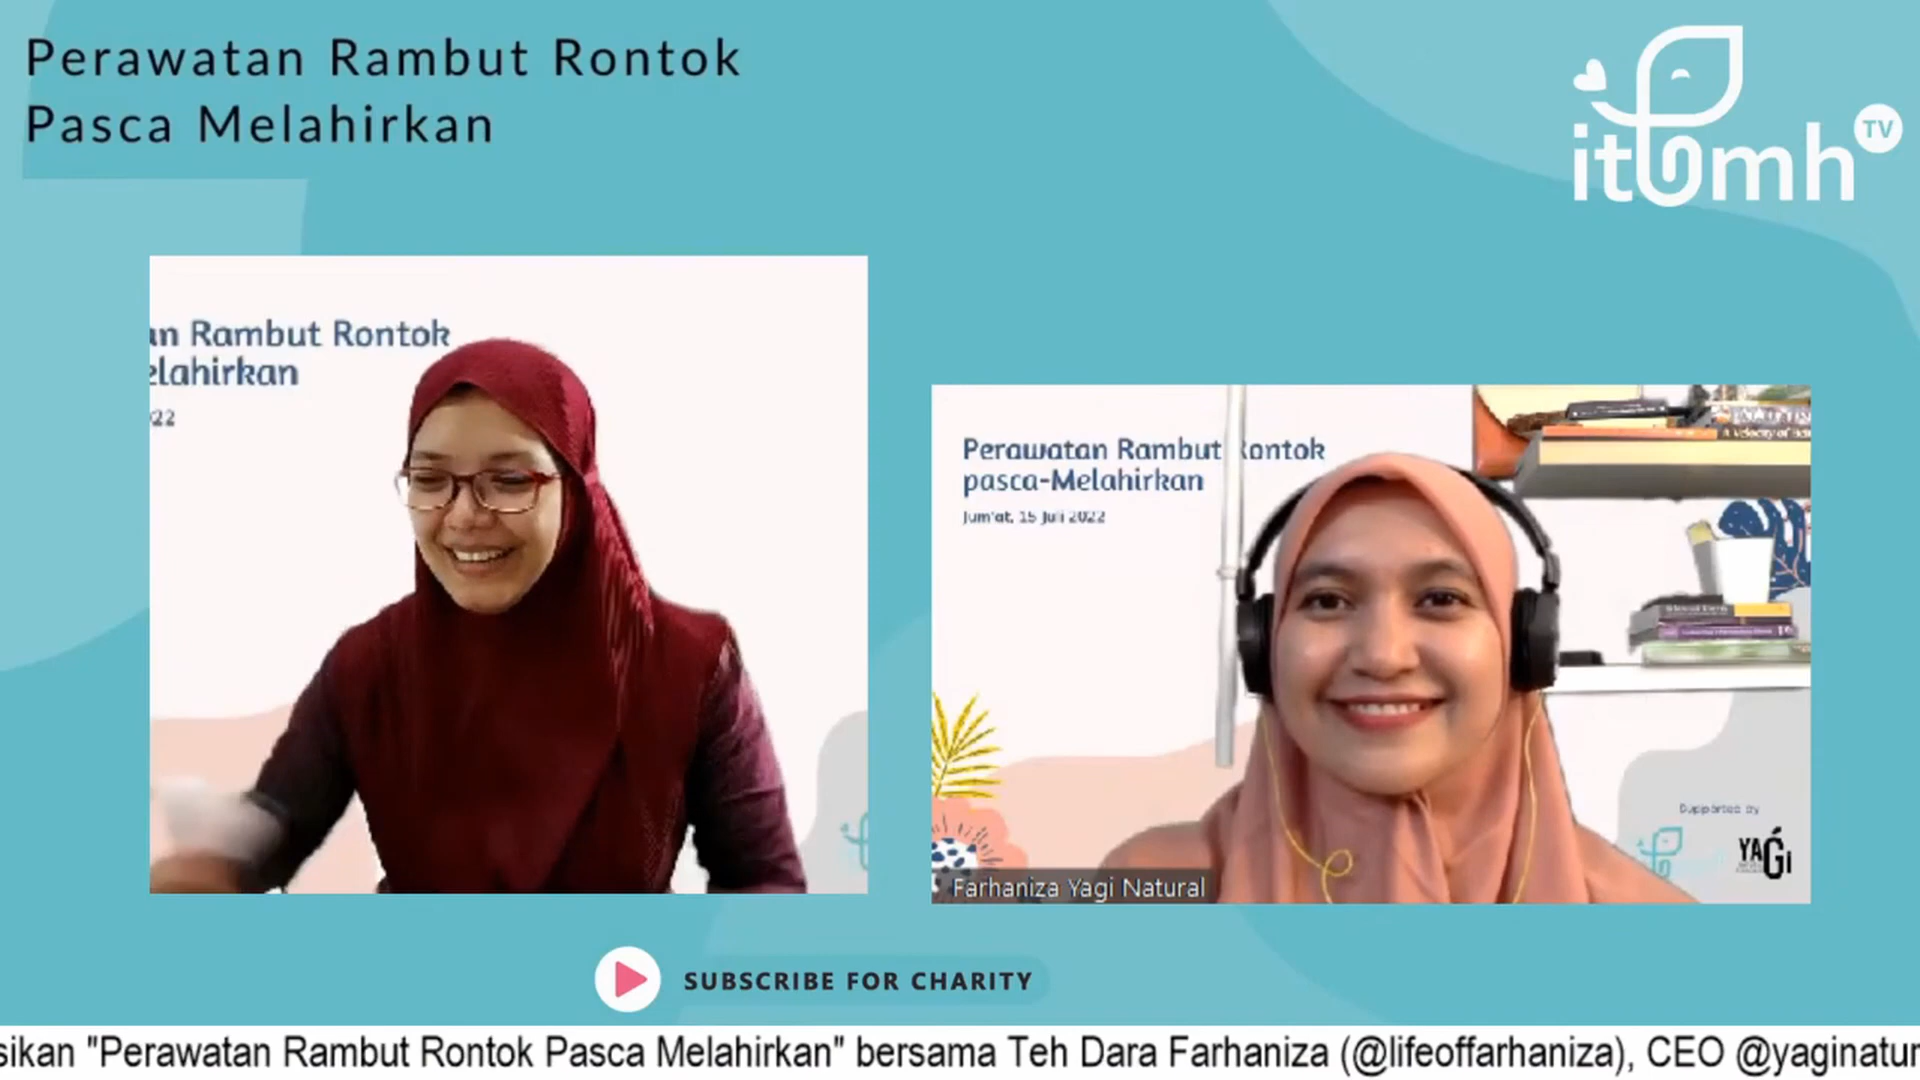 Perawatan Rambut Rontok
Pasca Melahirkan
itumh TV
an Rambut Rontok
elahirkan
22
Perawatan Rambut Rontok
pasca-Melahirkan
Jum'at, 15 Juli 2022
Supported by
YAGI
Farhaniza Yagi Natural
SUBSCRIBE FOR CHARITY
sikan "Perawatan Rambut Rontok Pasca Melahirkan" bersama Teh Dara Farhaniza (@lifeoffarhaniza), CEO @yaginatur